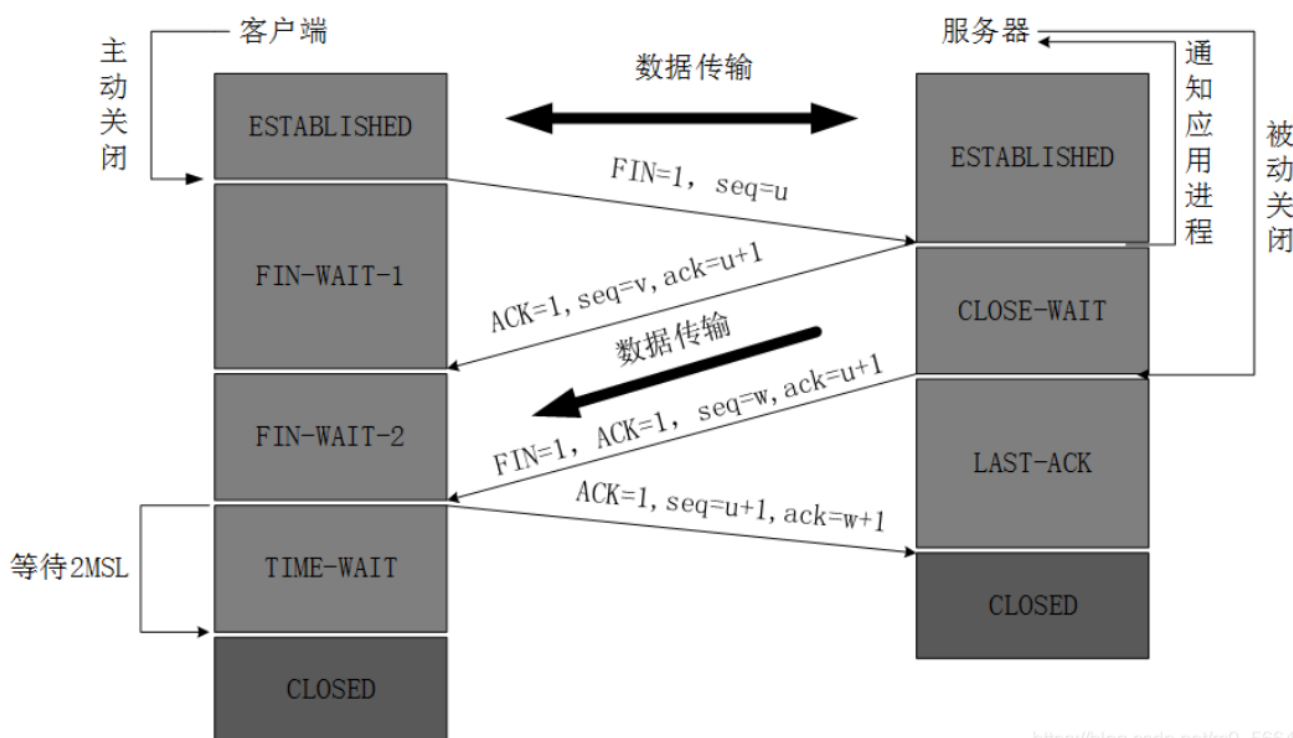 客户端
服务器
主动关闭
数据传输
通知应用进程
被动关闭
ESTABLISHED
ESTABLISHED
FIN=1, seq=u
FIN-WAIT-1
ACK=1,seq=v,ack=u+1
CLOSE-WAIT
数据传输
FIN-WAIT-2
FIN=1, ACK=1, seq=w,ack=u+1
LAST-ACK
ACK=1,seq=u+1,ack=w+1
等待2MSL
TIME-WAIT
CLOSED
CLOSED